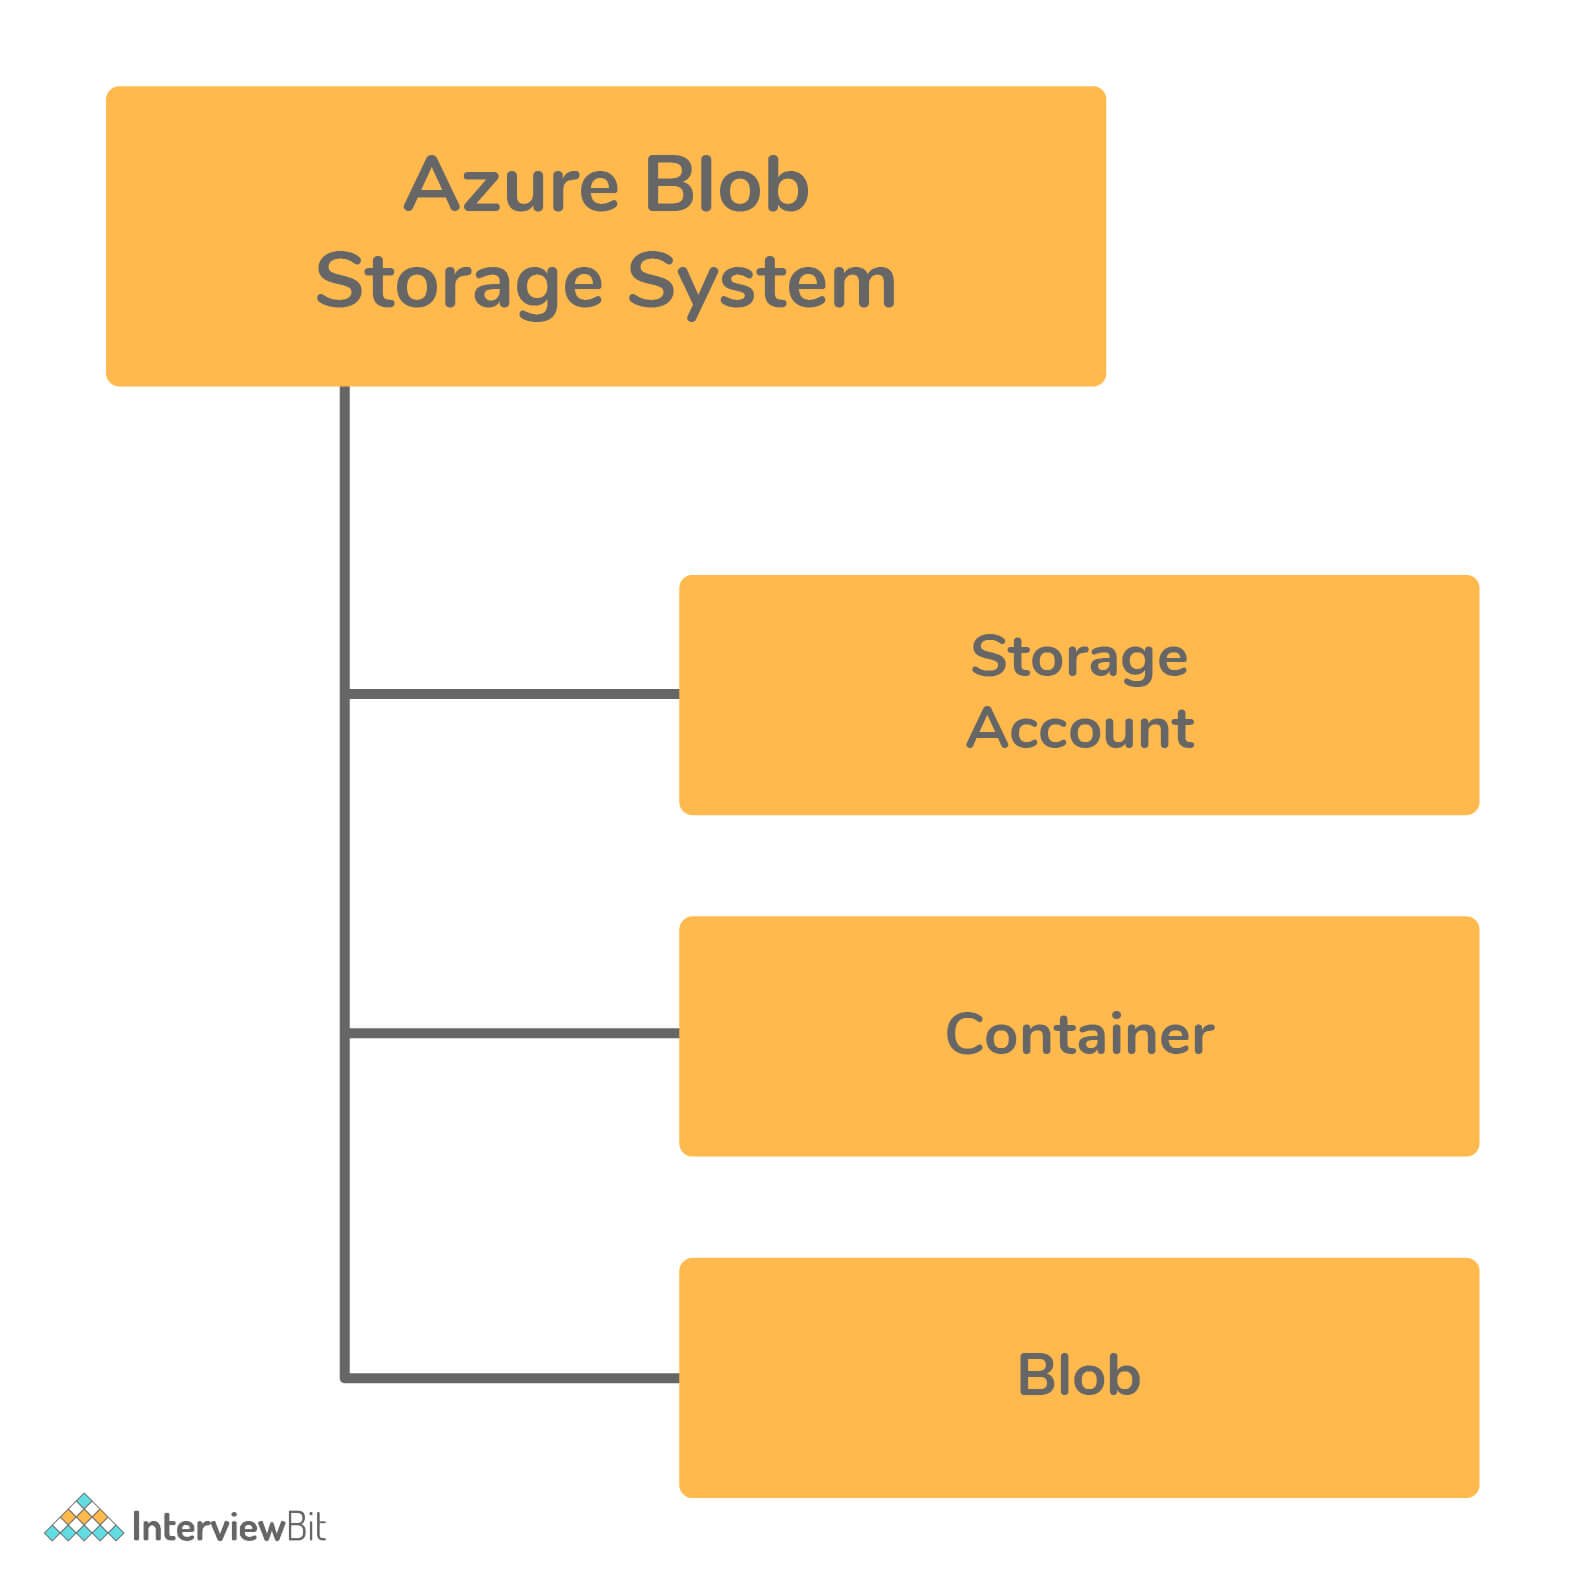 Azure Blob
Storage System
Storage
Account
Container
Blob
InterviewBit